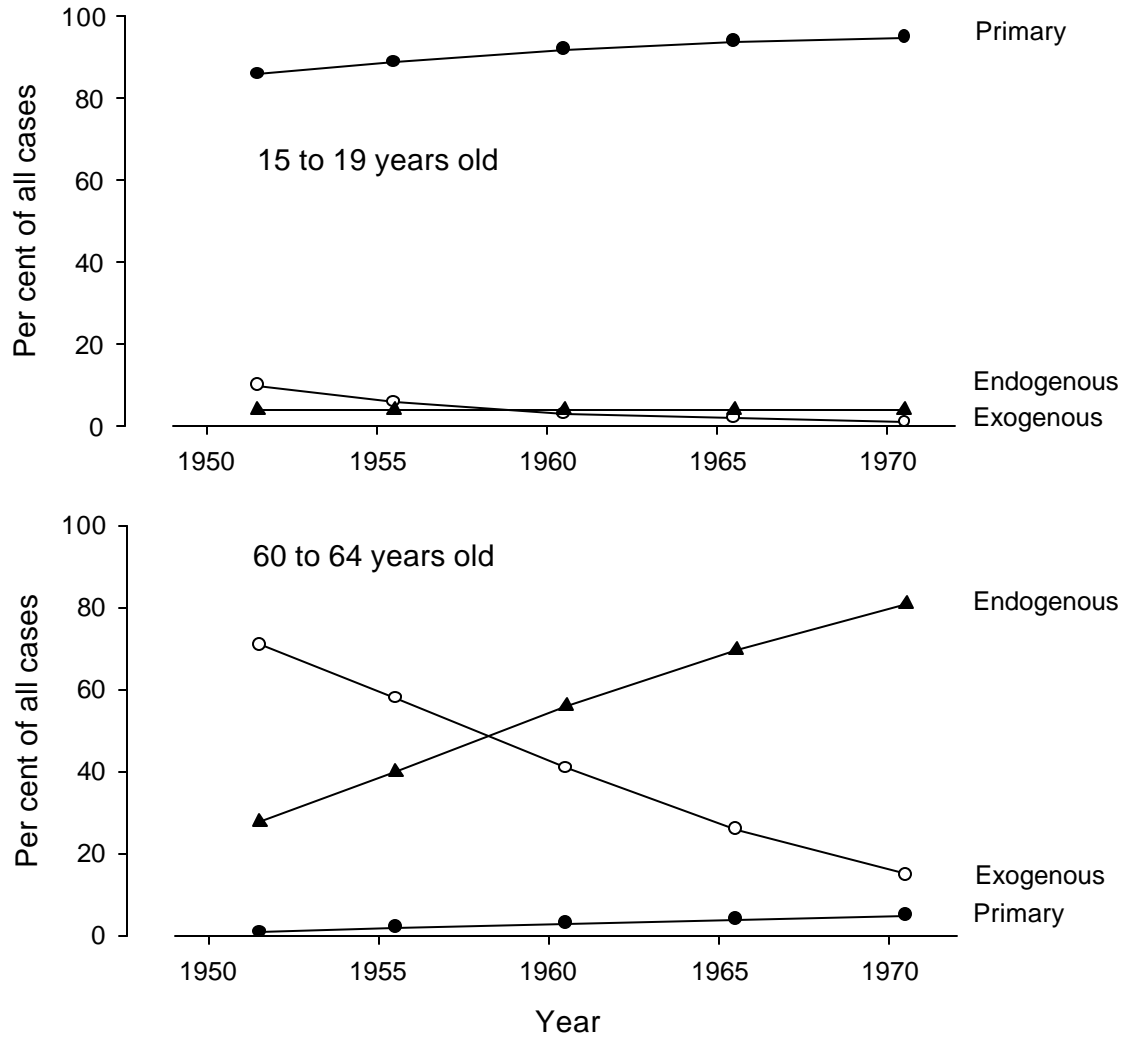 100
Primary
80
15 to 19 years old
60
Per cent of all cases
40
20
Endogenous
Exogenous
0
1950 1955 1960 1965 1970
100
60 to 64 years old
Endogenous
80
60
Per cent of all cases
40
20
Exogenous
Primary
0
1950 1955 1960 1965 1970
Year